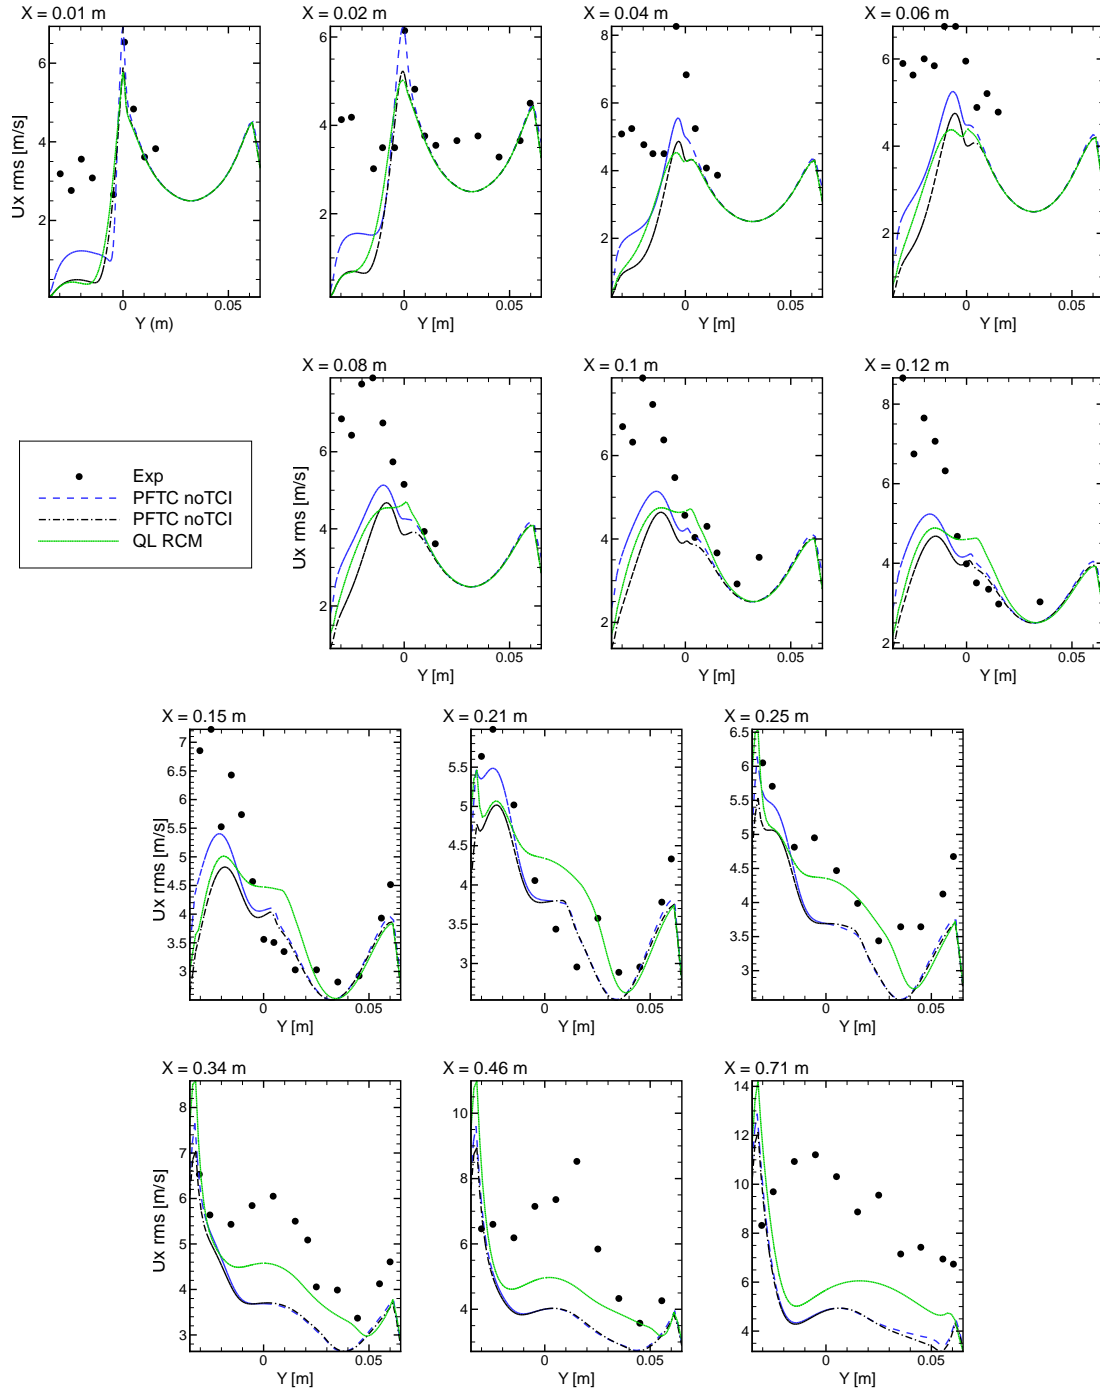 X = 0.01 m
X = 0.02 m
X = 0.04 m
X = 0.06 m
Ux rms [m/s]
2
4
6
0
0.05
Y (m)
1
2
3
4
5
6
0
0.05
Y [m]
2
4
6
8
0
0.05
Y [m]
2
4
6
0
0.05
Y [m]
X = 0.08 m
X = 0.1 m
X = 0.12 m
Ux rms [m/s]
2
4
6
0
0.05
Y [m]
2
4
6
0
0.05
Y [m]
2
4
6
8
0
0.05
Y [m]
Exp
PFTC noTCI
PFTC noTCI
QL RCM
X = 0.15 m
X = 0.21 m
X = 0.25 m
Ux rms [m/s]
3
3.5
4
4.5
5
5.5
6
6.5
7
0
0.05
Y [m]
3
3.5
4
4.5
5
5.5
0
0.05
Y [m]
3
3.5
4
4.5
5
5.5
6
6.5
0
0.05
Y [m]
X = 0.34 m
X = 0.46 m
X = 0.71 m
Ux rms [m/s]
3
4
5
6
7
8
0
0.05
Y [m]
4
6
8
10
0
0.05
Y [m]
4
6
8
10
12
14
0
0.05
Y [m]